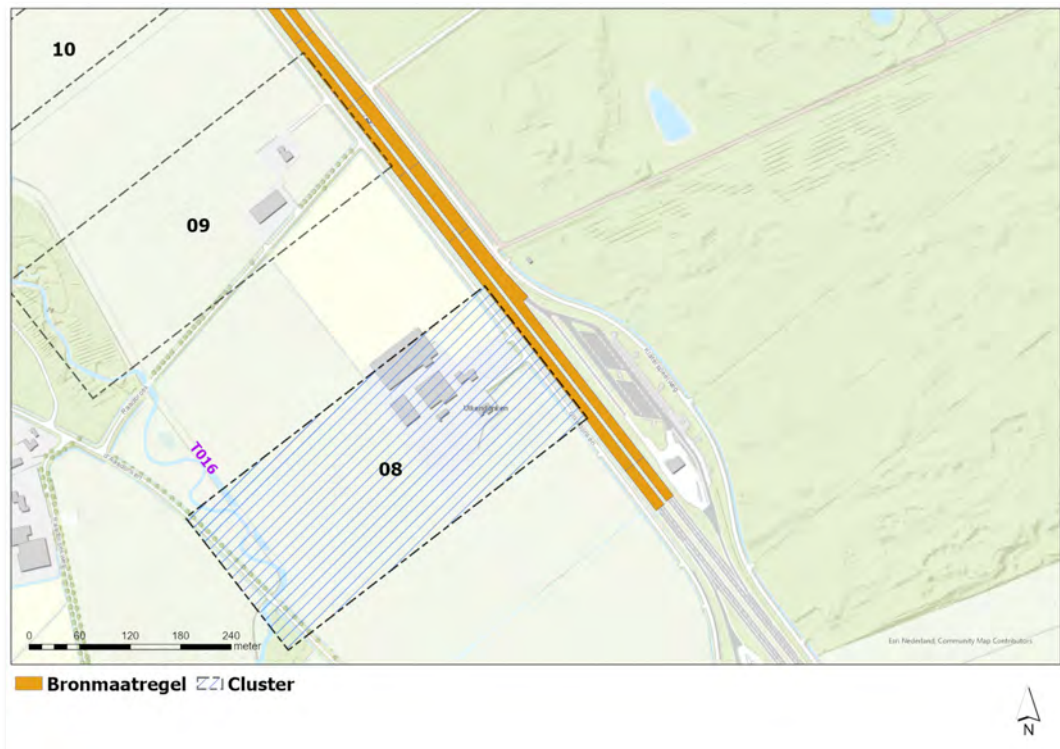 10
09
08
T016
0 60 120 180 240
meter
Esri Nederland, Community Map Contributors
Bronmaatregel Cluster
N